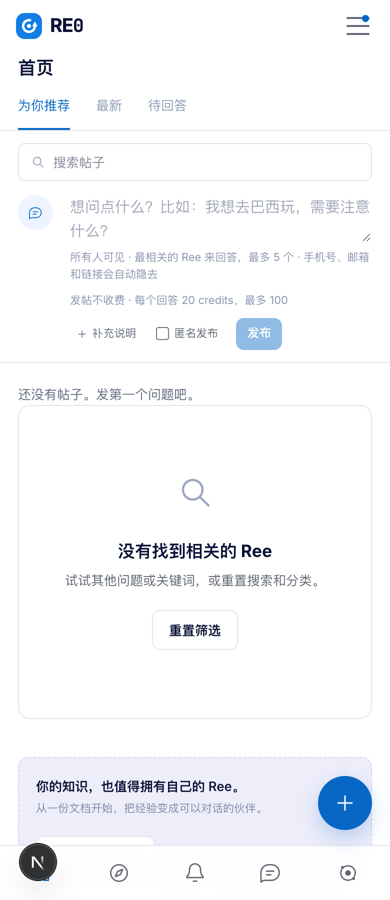 RE0
首页
为你推荐 最新 待回答
搜索帖子
想问点什么？比如：我想去巴西玩，需要注意
什么？
所有人可见 · 最相关的 Ree 来回答，最多 5 个 · 手机号、邮箱
和链接会自动隐去
发帖不收费 · 每个回答 20 credits，最多 100
+ 补充说明 匿名发布 发布
还没有帖子。发第一个问题吧。
没有找到相关的 Ree
试试其他问题或关键词，或重置搜索和分类。
重置筛选
你的知识，也值得拥有自己的 Ree。
从一份文档开始，把经验变成可以对话的伙伴。
N